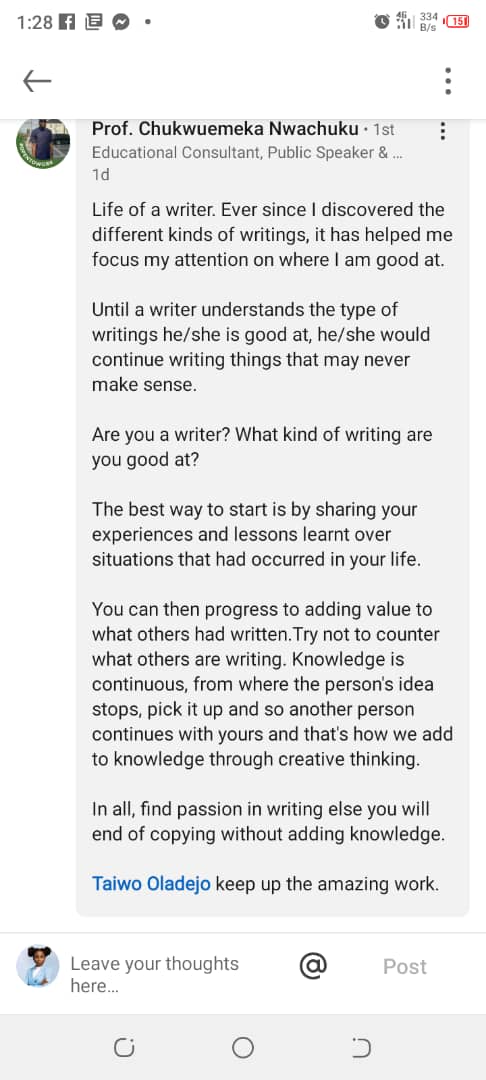 1:28
4G 334 B/s 15
Prof. Chukwuemeka Nwachuku · 1st
Educational Consultant, Public Speaker & ...
1d
Life of a writer. Ever since I discovered the
different kinds of writings, it has helped me
focus my attention on where I am good at.
Until a writer understands the type of
writings he/she is good at, he/she would
continue writing things that may never
make sense.
Are you a writer? What kind of writing are
you good at?
The best way to start is by sharing your
experiences and lessons learnt over
situations that had occurred in your life.
You can then progress to adding value to
what others had written.Try not to counter
what others are writing. Knowledge is
continuous, from where the person's idea
stops, pick it up and so another person
continues with yours and that's how we add
to knowledge through creative thinking.
In all, find passion in writing else you will
end of copying without adding knowledge.
Taiwo Oladejo keep up the amazing work.
Leave your thoughts
here...
@
Post